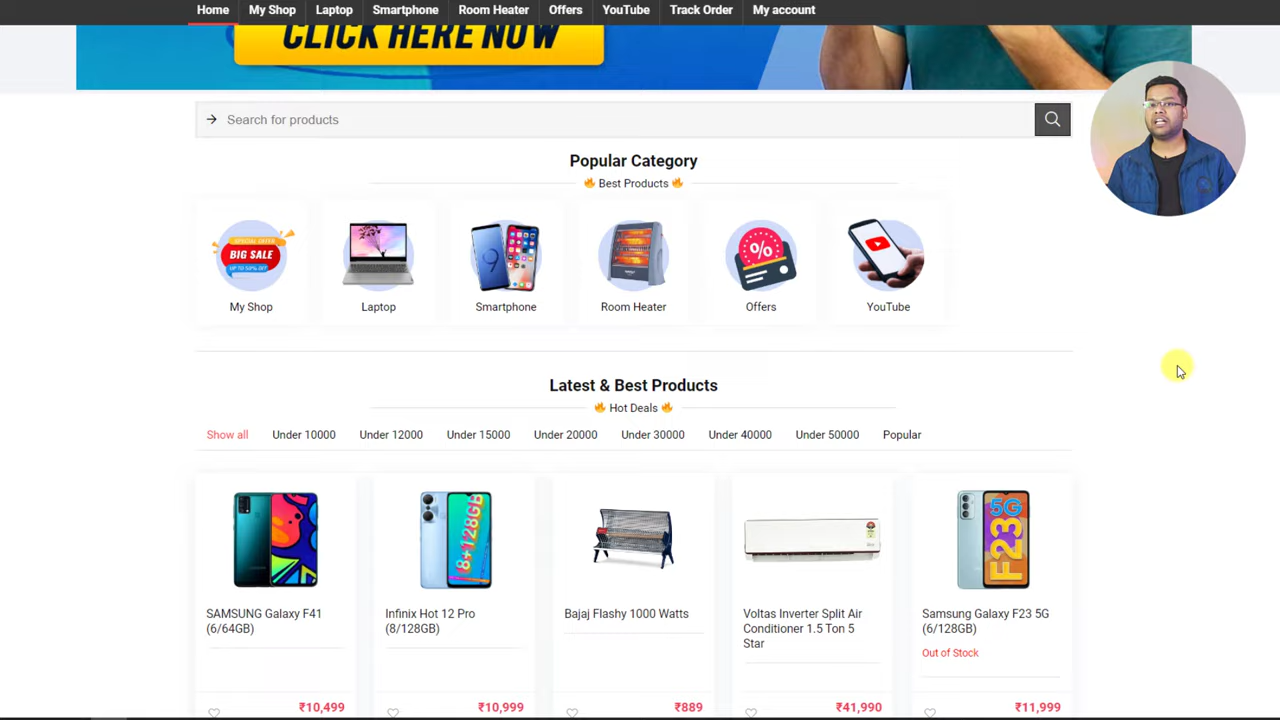 Home My Shop Laptop Smartphone Room Heater Offers YouTube Track Order My account
CLICK HERE NOW
Search for products
Popular Category
🔥 Best Products 🔥
BIG SALE
My Shop Laptop Smartphone Room Heater Offers YouTube
Latest & Best Products
🔥 Hot Deals 🔥
Show all Under 10000 Under 12000 Under 15000 Under 20000 Under 30000 Under 40000 Under 50000 Popular
8+128GB
5G
F23
SAMSUNG Galaxy F41
(6/64GB)
Infinix Hot 12 Pro
(8/128GB)
Bajaj Flashy 1000 Watts
Voltas Inverter Split Air
Conditioner 1.5 Ton 5
Star
Samsung Galaxy F23 5G
(6/128GB)
Out of Stock
₹10,499 ₹10,999 ₹889 ₹41,990 ₹11,999